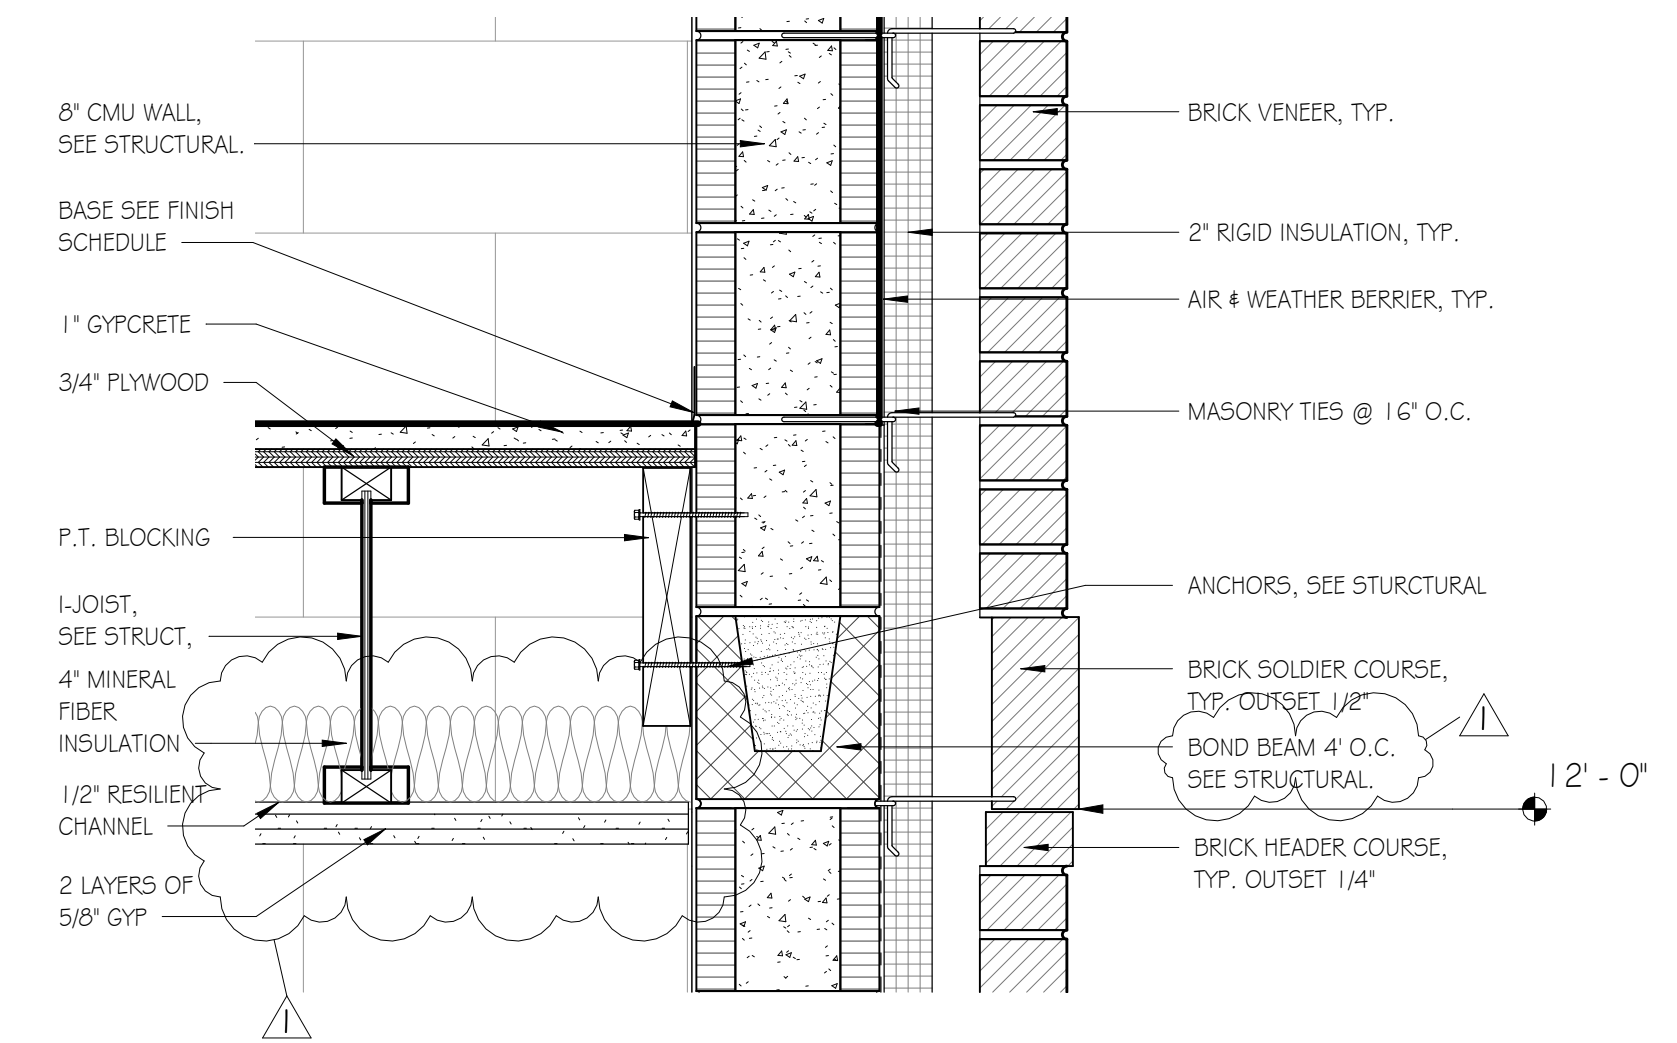 8" CMU WALL,
SEE STRUCTURAL.
BASE SEE FINISH
SCHEDULE
1" GYPCRETE
3/4" PLYWOOD
P.T. BLOCKING
I-JOIST,
SEE STRUCT,
4" MINERAL
FIBER
INSULATION
1/2" RESILIENT
CHANNEL
2 LAYERS OF
5/8" GYP
1
BRICK VENEER, TYP.
2" RIGID INSULATION, TYP.
AIR & WEATHER BERRIER, TYP.
MASONRY TIES @ 16" O.C.
ANCHORS, SEE STURCTURAL
BRICK SOLDIER COURSE,
TYP. OUTSET 1/2"
1
BOND BEAM 4' O.C.
SEE STRUCTURAL.
12' - 0"
BRICK HEADER COURSE,
TYP. OUTSET 1/4"